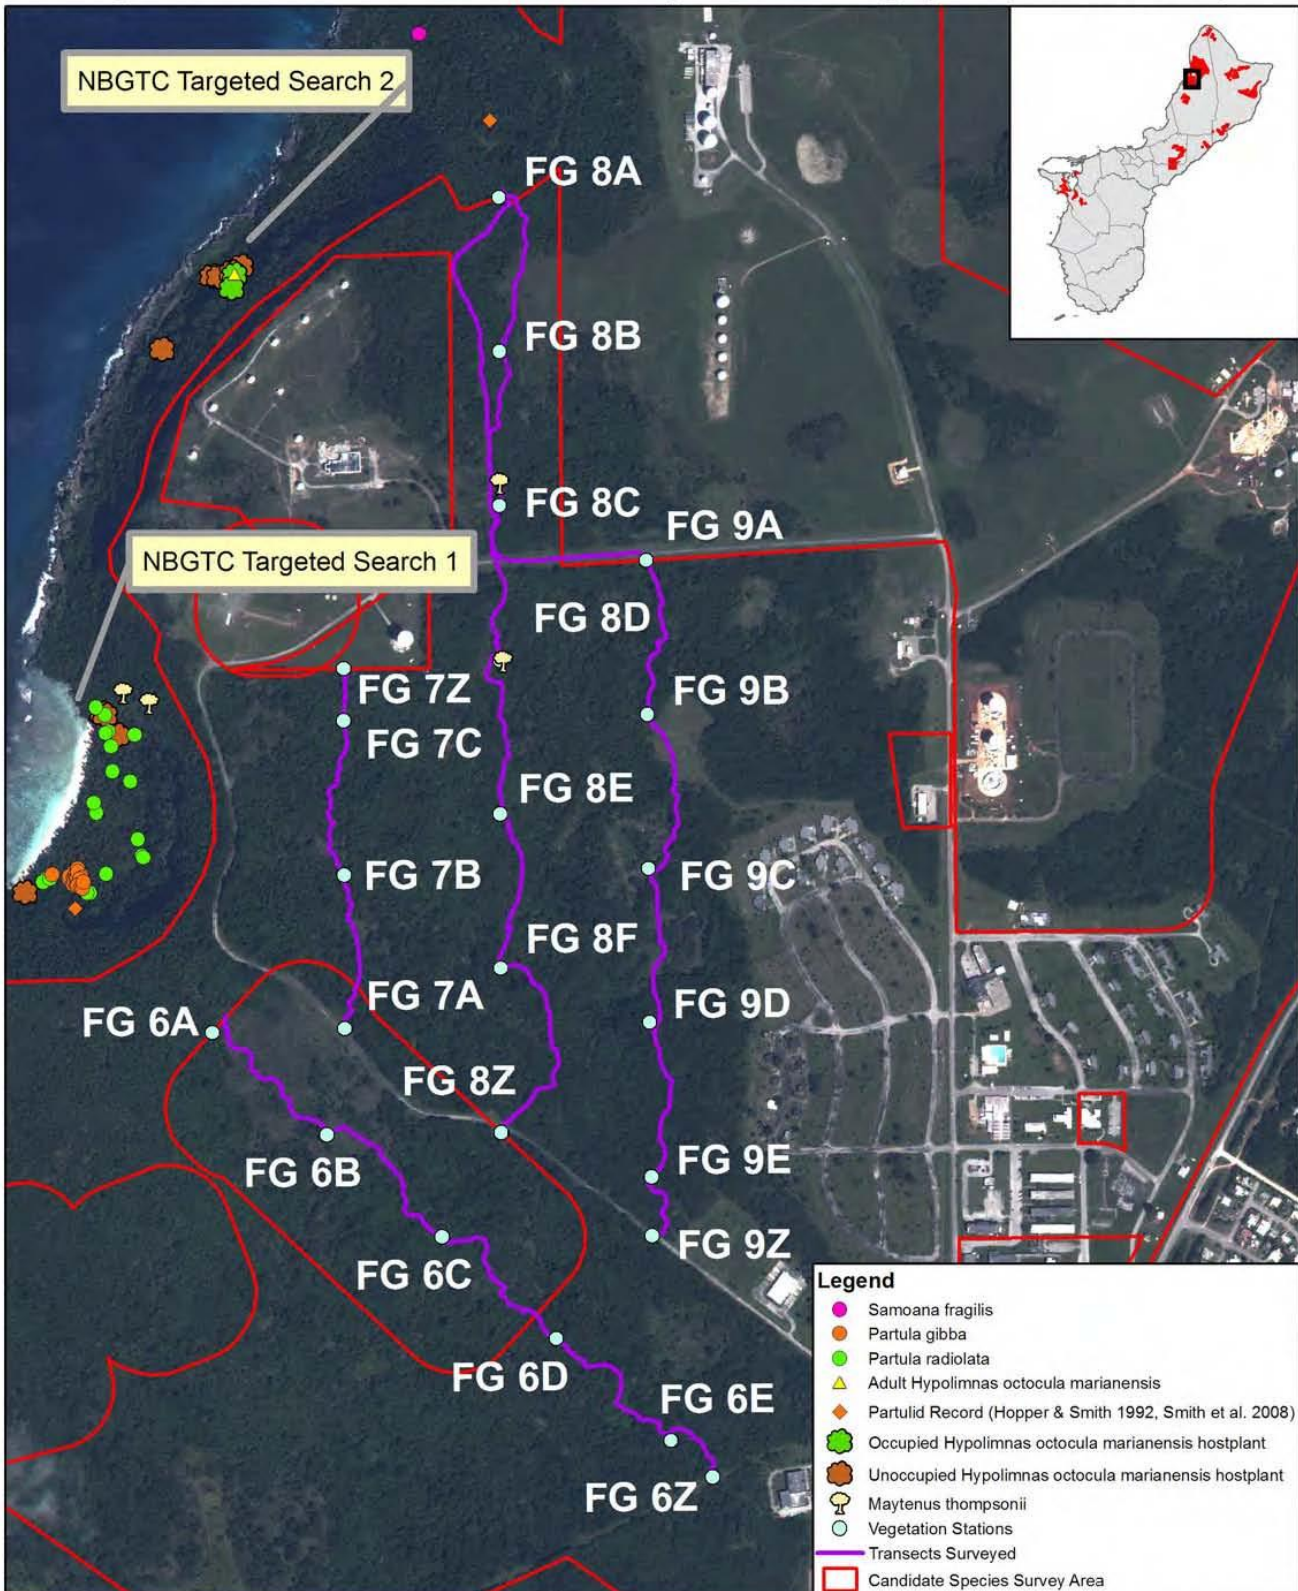 NBGTC Targeted Search 2
FG 8A
FG 8B
FG 8C
FG 9A
NBGTC Targeted Search 1
FG 8D
FG 7Z
FG 9B
FG 7C
FG 8E
FG 7B
FG 9C
FG 8F
FG 7A
FG 9D
FG 6A
FG 8Z
FG 6B
FG 9E
FG 9Z
FG 6C
FG 6D
FG 6E
FG 6Z
Legend
Samoana fragilis
Partula gibba
Partula radiolata
Adult Hypolimnas octocula marianensis
Partulid Record (Hopper & Smith 1992, Smith et al. 2008)
Occupied Hypolimnas octocula marianensis hostplant
Unoccupied Hypolimnas octocula marianensis hostplant
Maytenus thompsonii
Vegetation Stations
Transects Surveyed
Candidate Species Survey Area